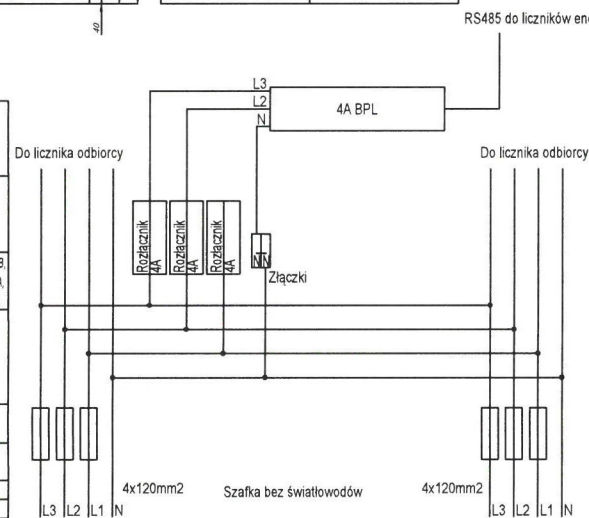 40
RS485 do liczników en
L3
L2
N
4A BPL
Do licznika odbiorcy
Do licznika odbiorcy
Rozłącznik 4A
Rozłącznik 4A
Rozłącznik 4A
N N
Złączki
4x120mm2
Szafka bez światłowodów
4x120mm2
L3 L2 L1 N
L3 L2 L1 N